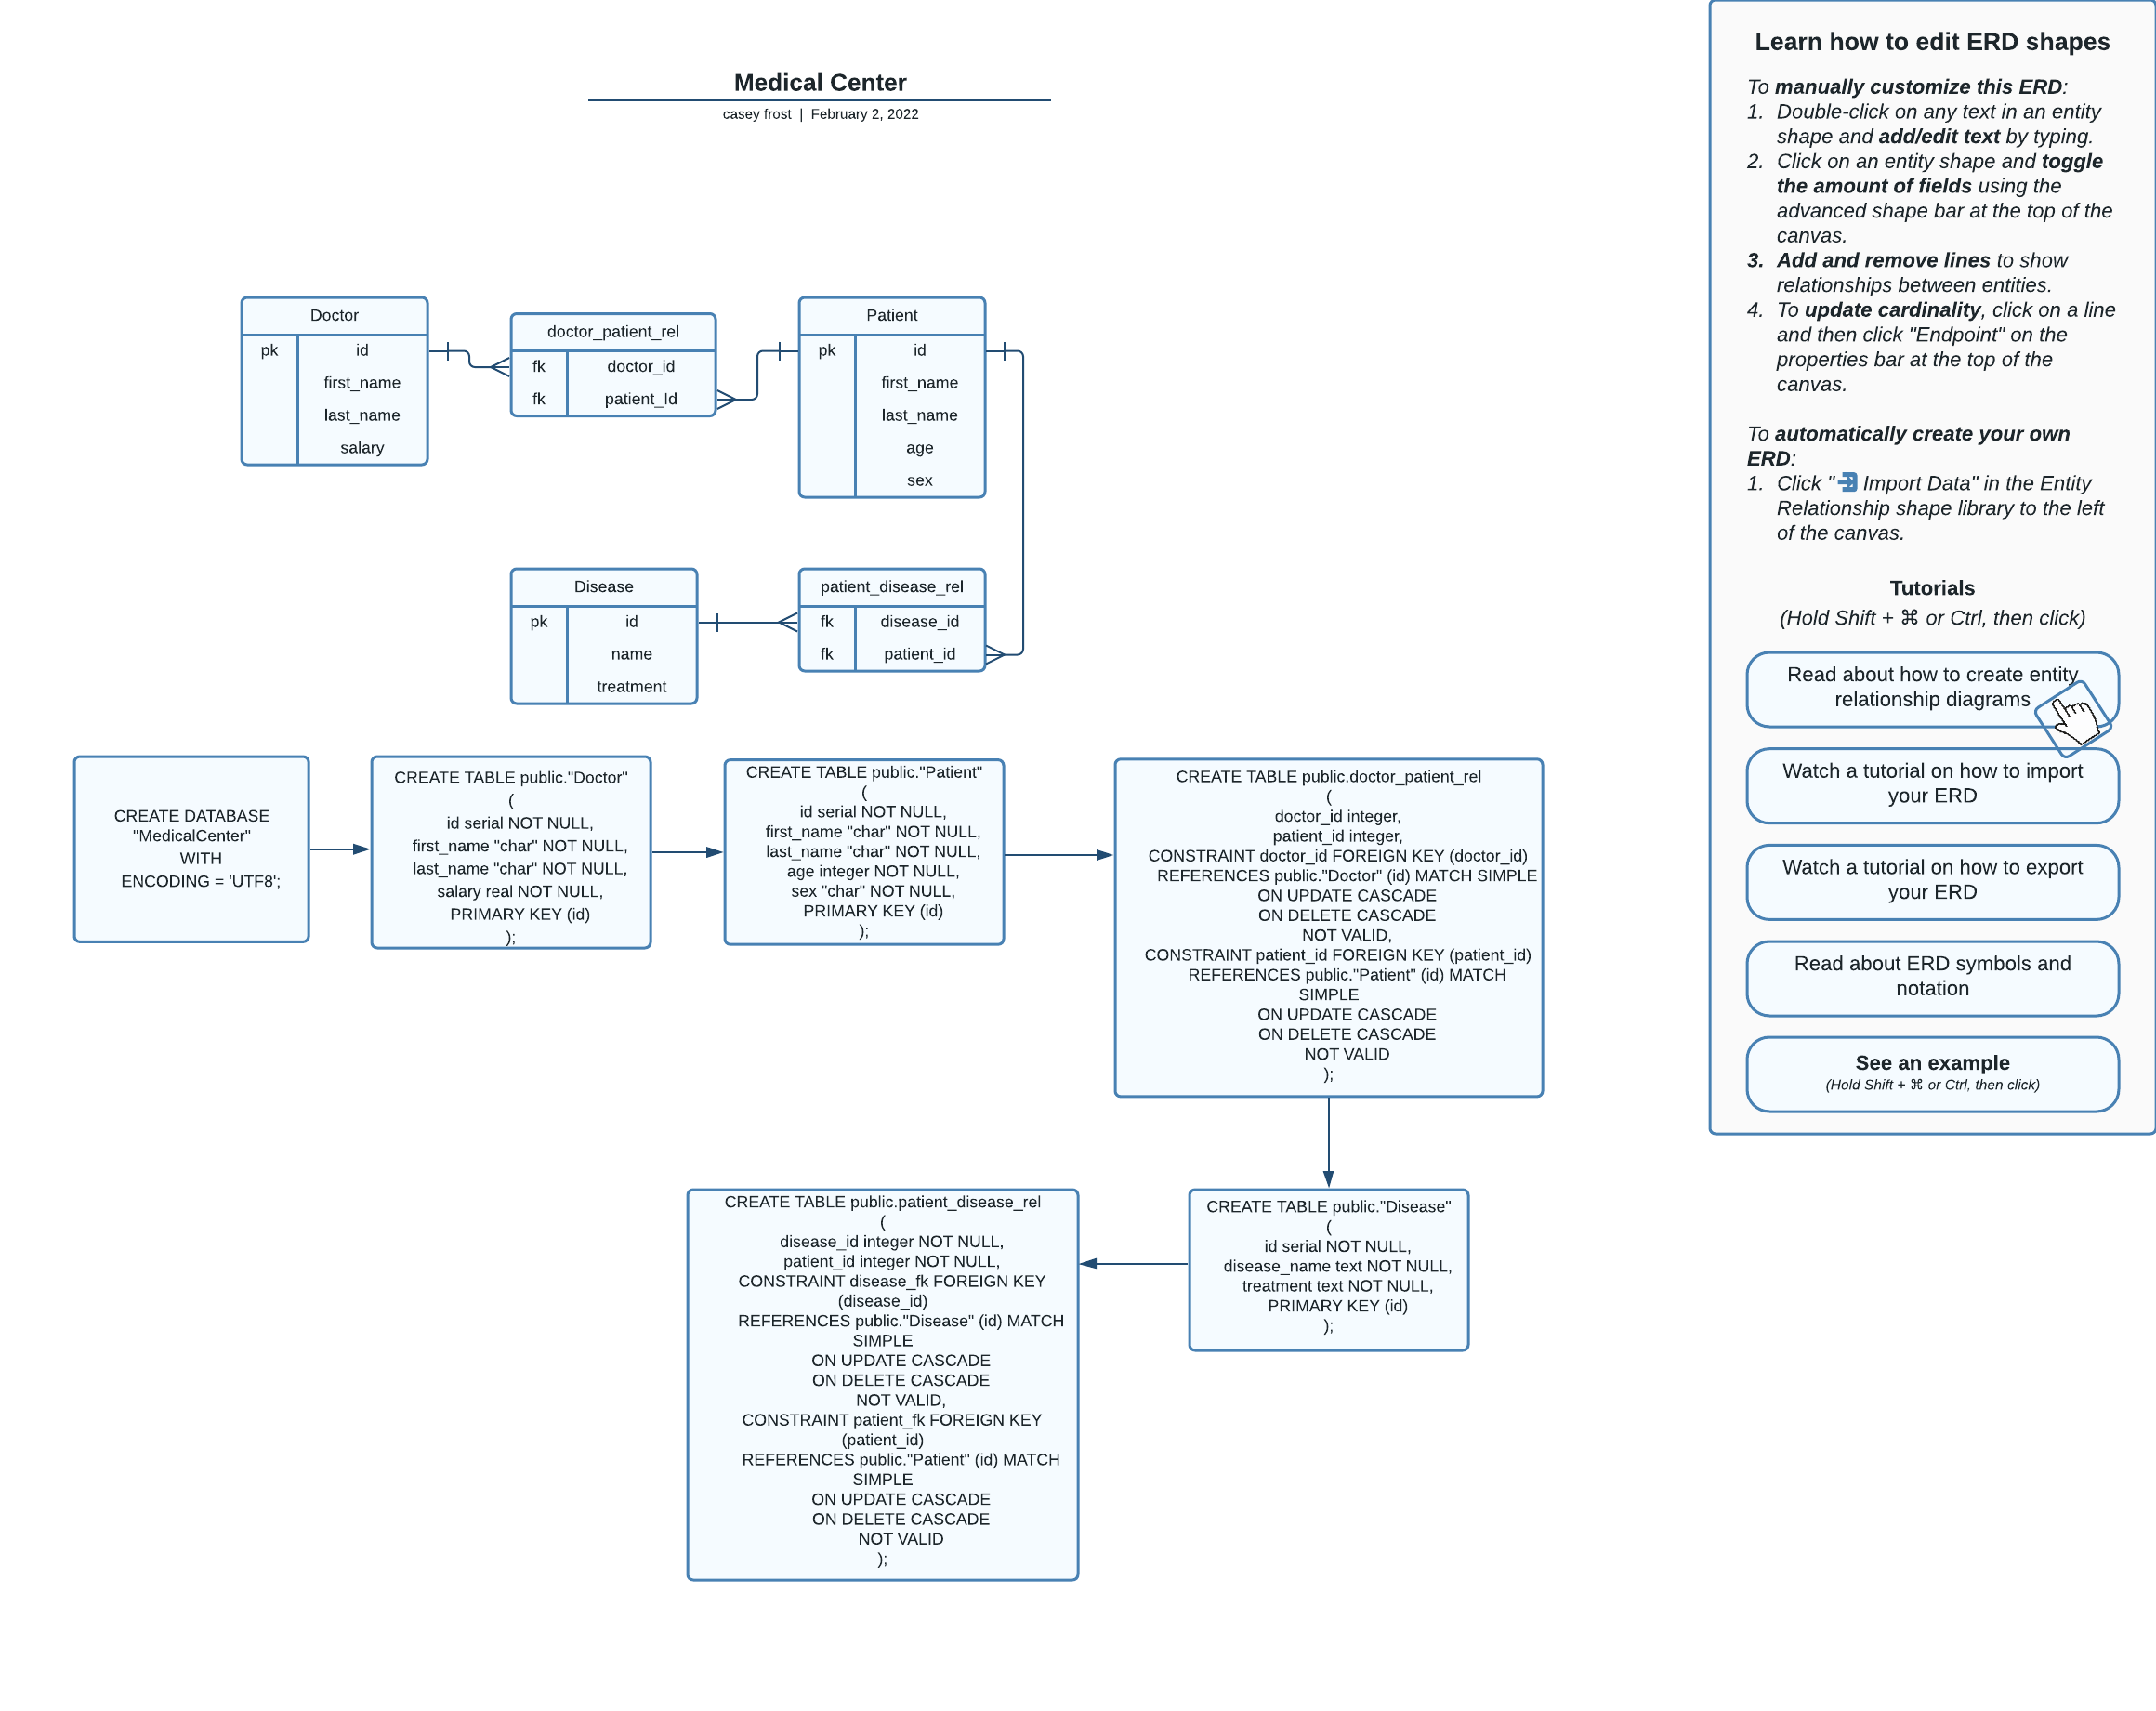 Medical Center
casey frost | February 2, 2022
Doctor
pk id
first_name
last_name
salary
doctor_patient_rel
fk doctor_id
fk patient_Id
Patient
pk id
first_name
last_name
age
sex
Disease
pk id
name
treatment
patient_disease_rel
fk disease_id
fk patient_id
CREATE DATABASE
"MedicalCenter"
WITH
ENCODING = 'UTF8';
CREATE TABLE public."Doctor"
(
id serial NOT NULL,
first_name "char" NOT NULL,
last_name "char" NOT NULL,
salary real NOT NULL,
PRIMARY KEY (id)
);
CREATE TABLE public."Patient"
(
id serial NOT NULL,
first_name "char" NOT NULL,
last_name "char" NOT NULL,
age integer NOT NULL,
sex "char" NOT NULL,
PRIMARY KEY (id)
);
CREATE TABLE public.doctor_patient_rel
(
doctor_id integer,
patient_id integer,
CONSTRAINT doctor_id FOREIGN KEY (doctor_id)
REFERENCES public."Doctor" (id) MATCH SIMPLE
ON UPDATE CASCADE
ON DELETE CASCADE
NOT VALID,
CONSTRAINT patient_id FOREIGN KEY (patient_id)
REFERENCES public."Patient" (id) MATCH
SIMPLE
ON UPDATE CASCADE
ON DELETE CASCADE
NOT VALID
);
CREATE TABLE public."Disease"
(
id serial NOT NULL,
disease_name text NOT NULL,
treatment text NOT NULL,
PRIMARY KEY (id)
);
CREATE TABLE public.patient_disease_rel
(
disease_id integer NOT NULL,
patient_id integer NOT NULL,
CONSTRAINT disease_fk FOREIGN KEY
(disease_id)
REFERENCES public."Disease" (id) MATCH
SIMPLE
ON UPDATE CASCADE
ON DELETE CASCADE
NOT VALID,
CONSTRAINT patient_fk FOREIGN KEY
(patient_id)
REFERENCES public."Patient" (id) MATCH
SIMPLE
ON UPDATE CASCADE
ON DELETE CASCADE
NOT VALID
);
Learn how to edit ERD shapes
To manually customize this ERD:
1. Double-click on any text in an entity
shape and add/edit text by typing.
2. Click on an entity shape and toggle
the amount of fields using the
advanced shape bar at the top of the
canvas.
3. Add and remove lines to show
relationships between entities.
4. To update cardinality, click on a line
and then click "Endpoint" on the
properties bar at the top of the
canvas.
To automatically create your own
ERD:
1. Click " Import Data" in the Entity
Relationship shape library to the left
of the canvas.
Tutorials
(Hold Shift + ⌘ or Ctrl, then click)
Read about how to create entity
relationship diagrams
Watch a tutorial on how to import
your ERD
Watch a tutorial on how to export
your ERD
Read about ERD symbols and
notation
See an example
(Hold Shift + ⌘ or Ctrl, then click)